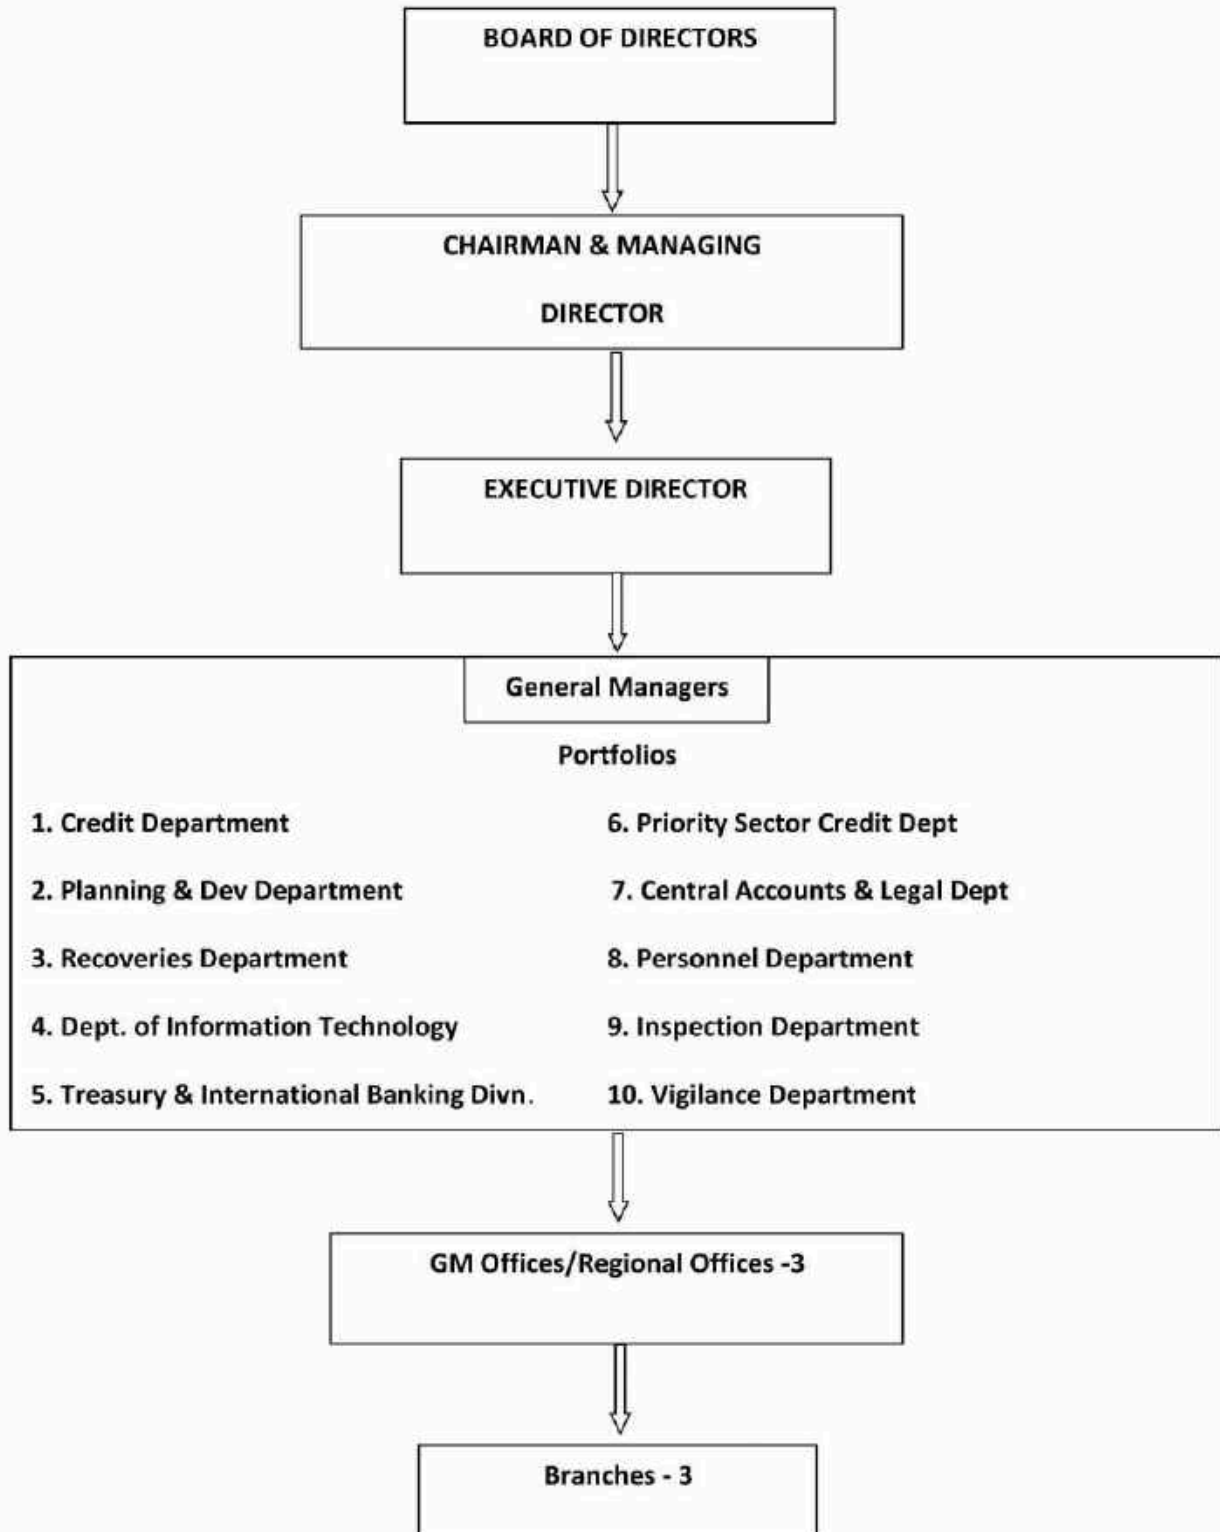 BOARD OF DIRECTORS
CHAIRMAN & MANAGING
DIRECTOR
EXECUTIVE DIRECTOR
General Managers
Portfolios
1. Credit Department
6. Priority Sector Credit Dept
2. Planning & Dev Department
7. Central Accounts & Legal Dept
3. Recoveries Department
8. Personnel Department
4. Dept. of Information Technology
9. Inspection Department
5. Treasury & International Banking Divn.
10. Vigilance Department
GM Offices/Regional Offices -3
Branches - 3